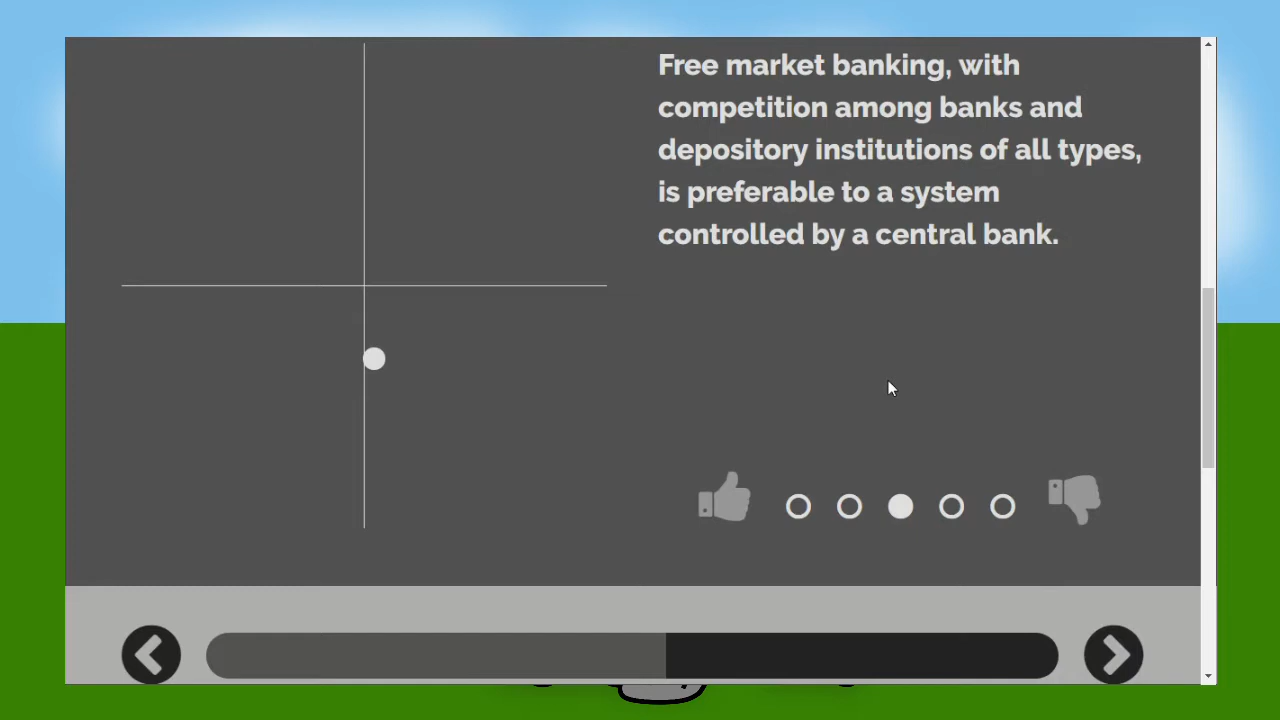 Free market banking, with
competition among banks and
depository institutions of all types,
is preferable to a system
controlled by a central bank.